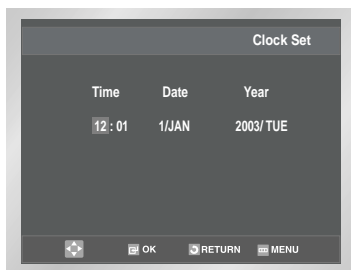 Clock Set
Time Date Year
12 : 01 1/JAN 2003/ TUE
OK RETURN MENU